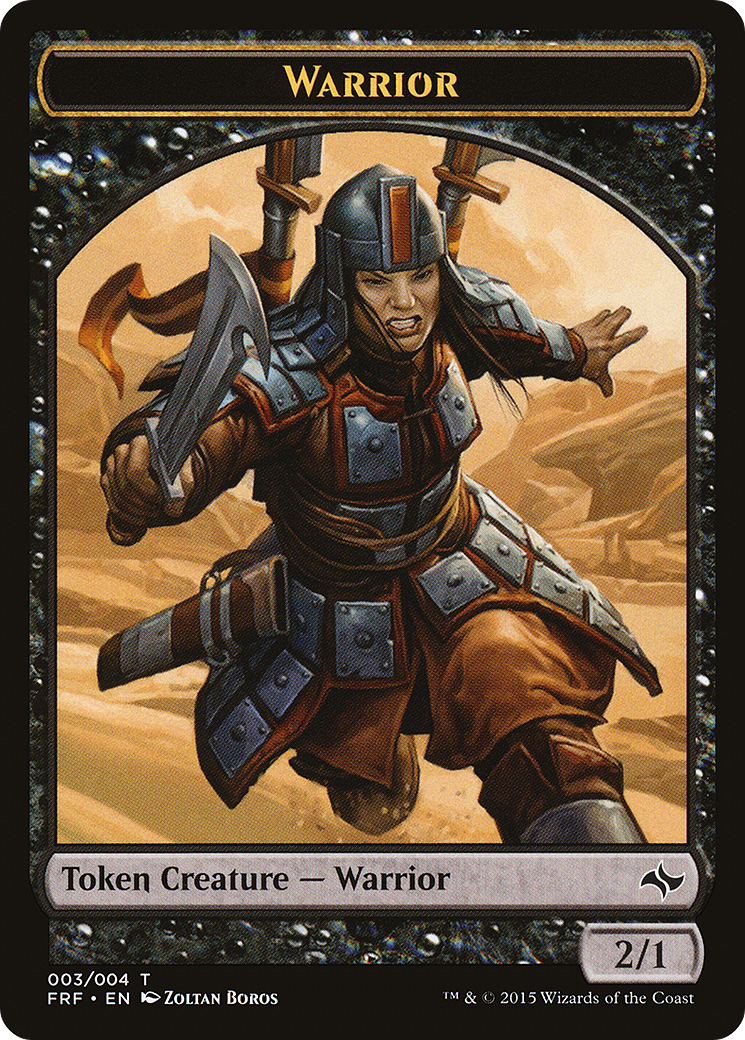 Warrior
Token Creature — Warrior
2/1
003/004 T
FRF • EN Zoltan Boros
™ & © 2015 Wizards of the Coast